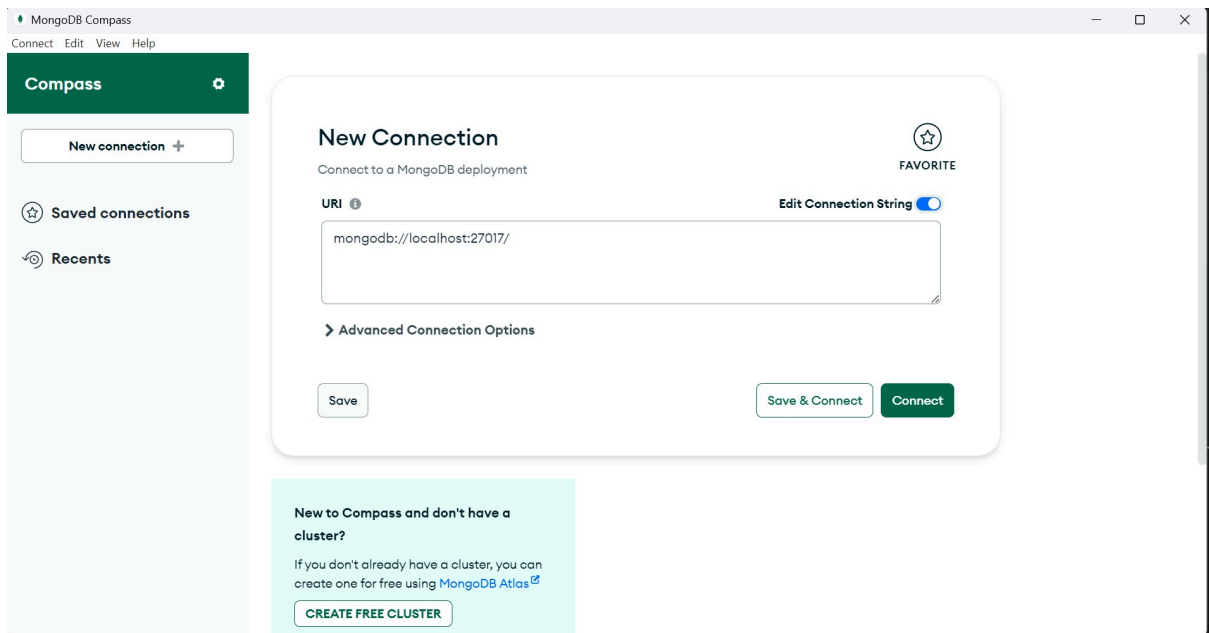 MongoDB Compass
Connect Edit View Help
Compass
New connection
Saved connections
Recents
New Connection
Connect to a MongoDB deployment
FAVORITE
URI
Edit Connection String
mongodb://localhost:27017/
Advanced Connection Options
Save
Save & Connect
Connect
New to Compass and don't have a
cluster?
If you don't already have a cluster, you can
create one for free using MongoDB Atlas
CREATE FREE CLUSTER